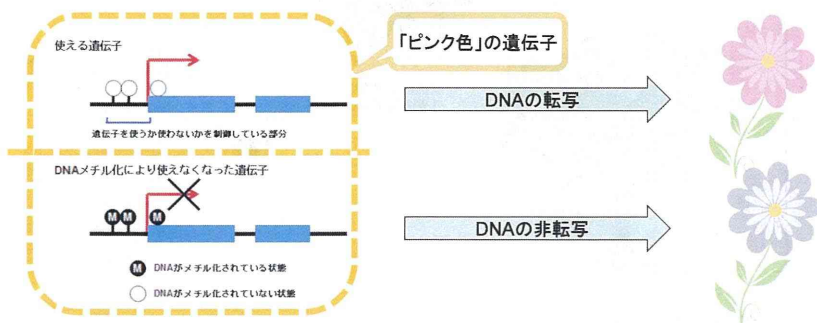 使える遺伝子
「ピンク色」の遺伝子
遺伝子を使うか使わないかを制御している部分
DNAの転写
DNAメチル化により使えなくなった遺伝子
M M M
DNAの非転写
M DNAがメチル化されている状態
DNAがメチル化されていない状態